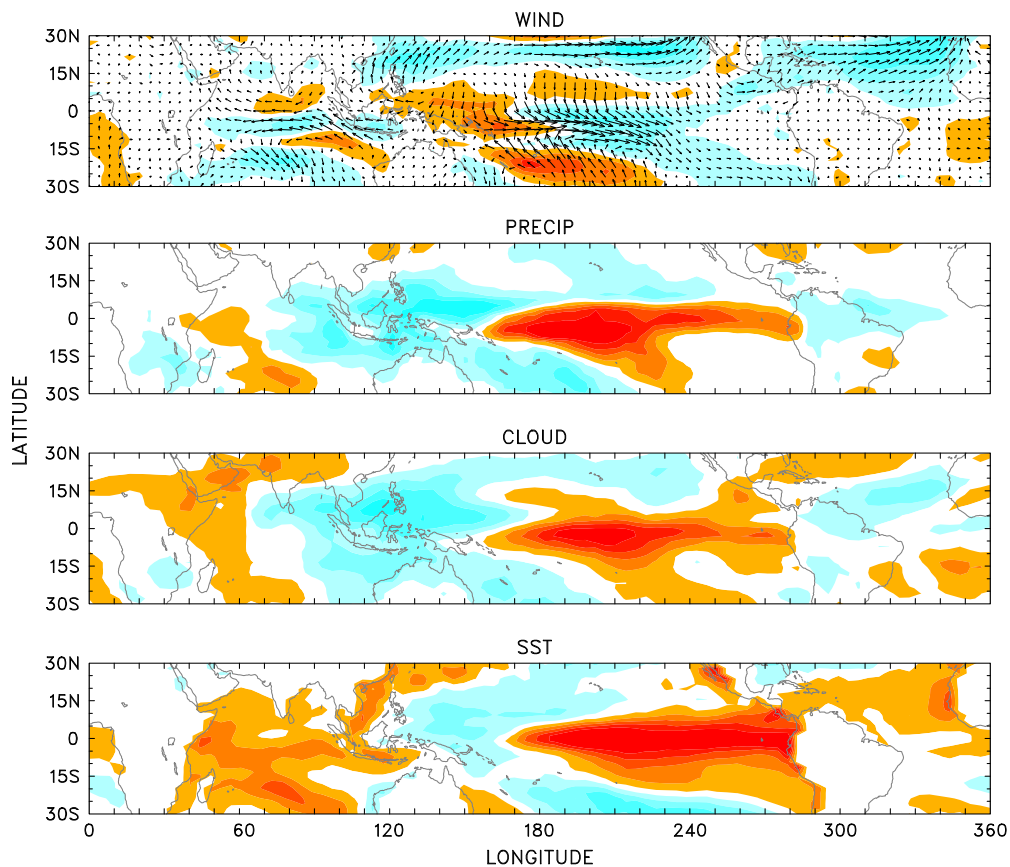 WIND
30N
15N
0
15S
30S
PRECIP
30N
15N
0
15S
30S
LATITUDE
CLOUD
30N
15N
0
15S
30S
SST
30N
15N
0
15S
30S
0 60 120 180 240 300 360
LONGITUDE